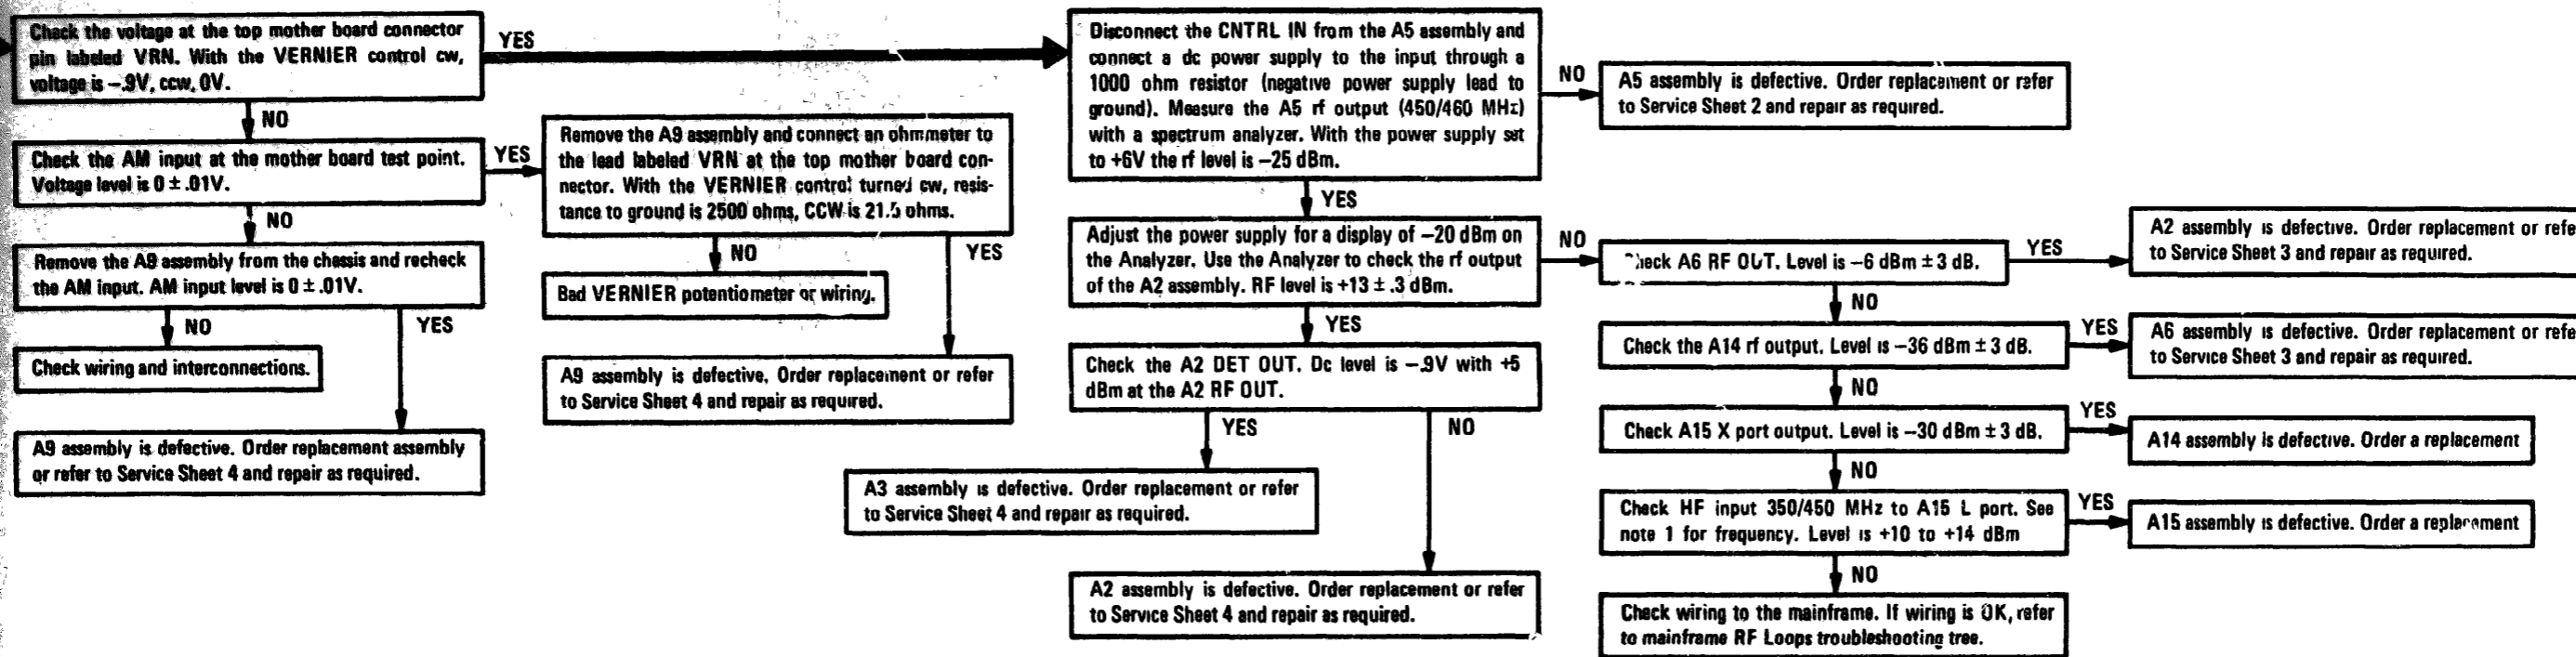 Check the voltage at the top mother board connector
pin labeled VRN. With the VERNIER control cw,
voltage is –.9V, ccw, 0V.
YES
NO
Check the AM input at the mother board test point.
Voltage level is 0 ± .01V.
YES
NO
Remove the A9 assembly from the chassis and recheck
the AM input. AM input level is 0 ± .01V.
NO
YES
Check wiring and interconnections.
A9 assembly is defective. Order replacement assembly
or refer to Service Sheet 4 and repair as required.
Remove the A9 assembly and connect an ohmmeter to
the lead labeled VRN at the top mother board con-
nector. With the VERNIER control turned cw, resis-
tance to ground is 2500 ohms, CCW is 21.5 ohms.
NO
YES
Bad VERNIER potentiometer or wiring.
A9 assembly is defective. Order replacement or refer
to Service Sheet 4 and repair as required.
Disconnect the CNTRL IN from the A5 assembly and
connect a dc power supply to the input through a
1000 ohm resistor (negative power supply lead to
ground). Measure the A5 rf output (450/460 MHz)
with a spectrum analyzer. With the power supply set
to +6V the rf level is –25 dBm.
NO
A5 assembly is defective. Order replacement or refer
to Service Sheet 2 and repair as required.
YES
Adjust the power supply for a display of –20 dBm on
the Analyzer. Use the Analyzer to check the rf output
of the A2 assembly. RF level is +13 ± .3 dBm.
NO
YES
Check the A2 DET OUT. Dc level is –.9V with +5
dBm at the A2 RF OUT.
YES
NO
A3 assembly is defective. Order replacement or refer
to Service Sheet 4 and repair as required.
A2 assembly is defective. Order replacement or refer
to Service Sheet 4 and repair as required.
Check A6 RF OUT. Level is –6 dBm ± 3 dB.
YES
A2 assembly is defective. Order replacement or refe
to Service Sheet 3 and repair as required.
NO
Check the A14 rf output. Level is –36 dBm ± 3 dB.
YES
A6 assembly is defective. Order replacement or refe
to Service Sheet 3 and repair as required.
NO
Check A15 X port output. Level is –30 dBm ± 3 dB.
YES
A14 assembly is defective. Order a replacement
NO
Check HF input 350/450 MHz to A15 L port. See
note 1 for frequency. Level is +10 to +14 dBm
YES
A15 assembly is defective. Order a replacement
NO
Check wiring to the mainframe. If wiring is OK, refer
to mainframe RF Loops troubleshooting tree.